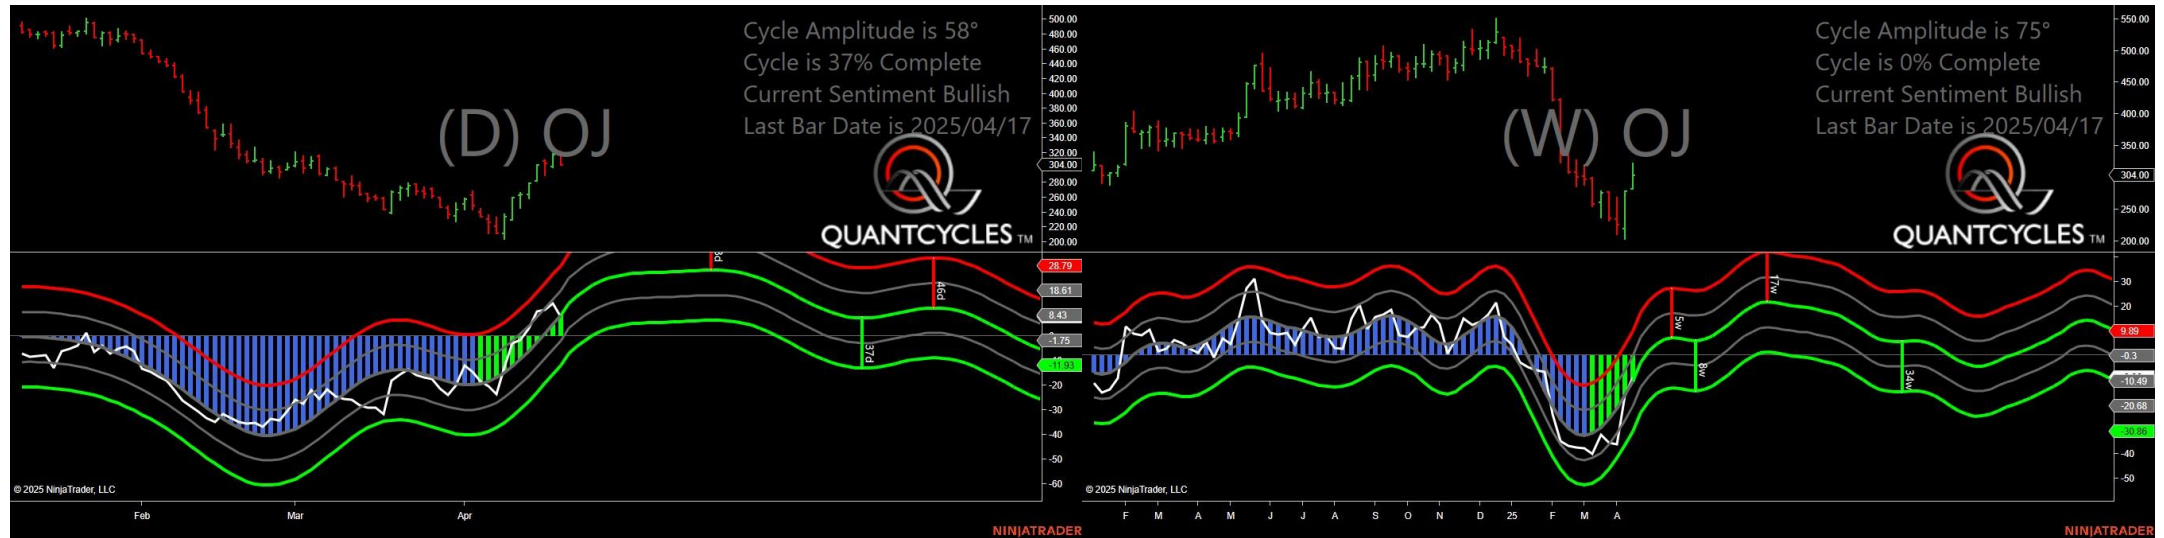 Cycle Amplitude is 58°
Cycle is 37% Complete
Current Sentiment Bullish
Last Bar Date is 2025/04/17
(D) OJ
QUANTCYCLES TM
500.00
480.00
460.00
440.00
420.00
400.00
380.00
360.00
340.00
320.00
304.00
280.00
260.00
240.00
220.00
200.00
46d
37d
28.79
18.61
8.43
-1.75
-11.93
-20
-30
-40
-50
-60
© 2025 NinjaTrader, LLC
Feb
Mar
Apr
NINJATRADER
Cycle Amplitude is 75°
Cycle is 0% Complete
Current Sentiment Bullish
Last Bar Date is 2025/04/17
(W) OJ
QUANTCYCLES TM
550.00
500.00
450.00
400.00
350.00
304.00
250.00
200.00
5w
8w
17w
34w
30
20
9.89
-0.3
-10.49
-20.68
-30.86
-40
-50
© 2025 NinjaTrader, LLC
F
M
A
M
J
J
A
S
O
N
D
25
F
M
A
NINJATRADER